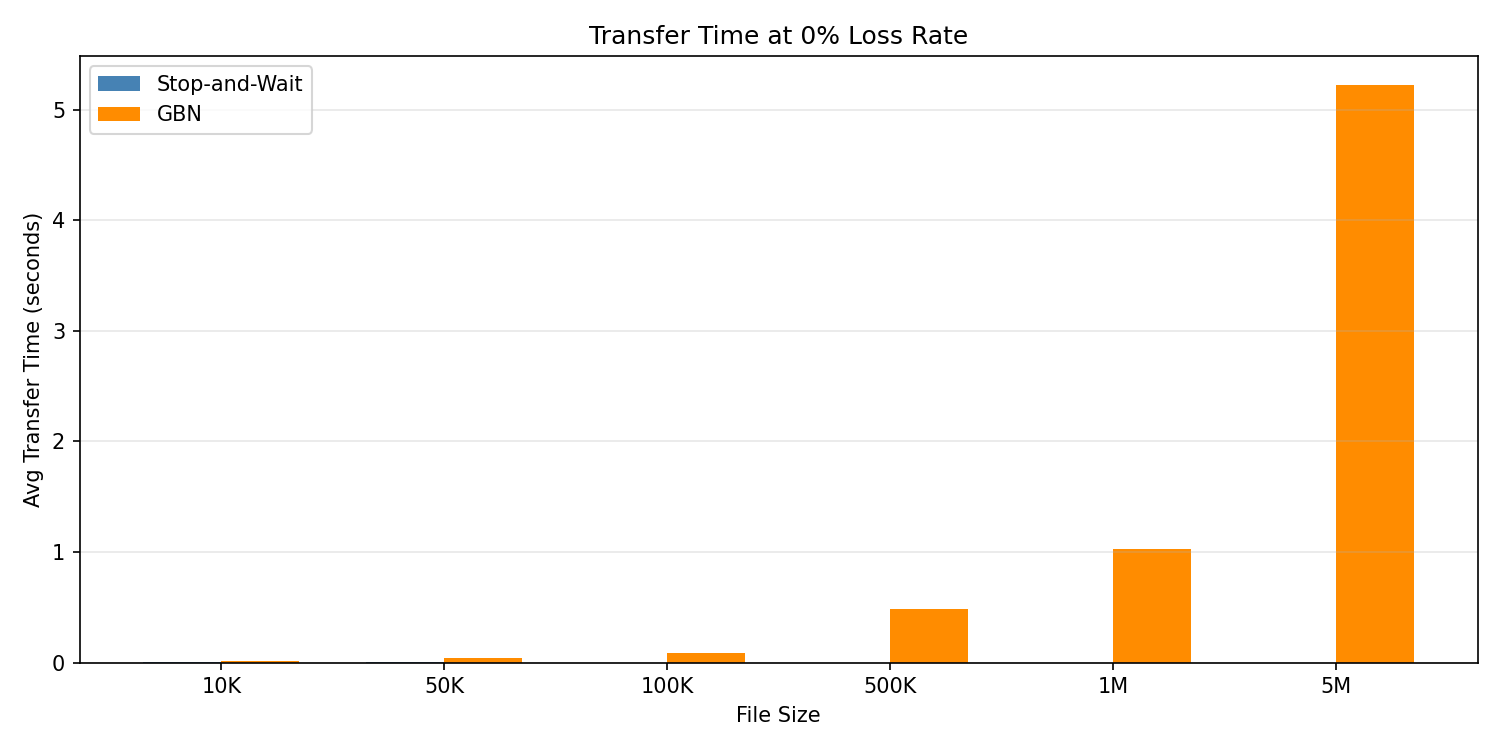 Transfer Time at 0% Loss Rate
Stop-and-Wait
GBN
Avg Transfer Time (seconds)
5
4
3
2
1
0
10K 50K 100K 500K 1M 5M
File Size